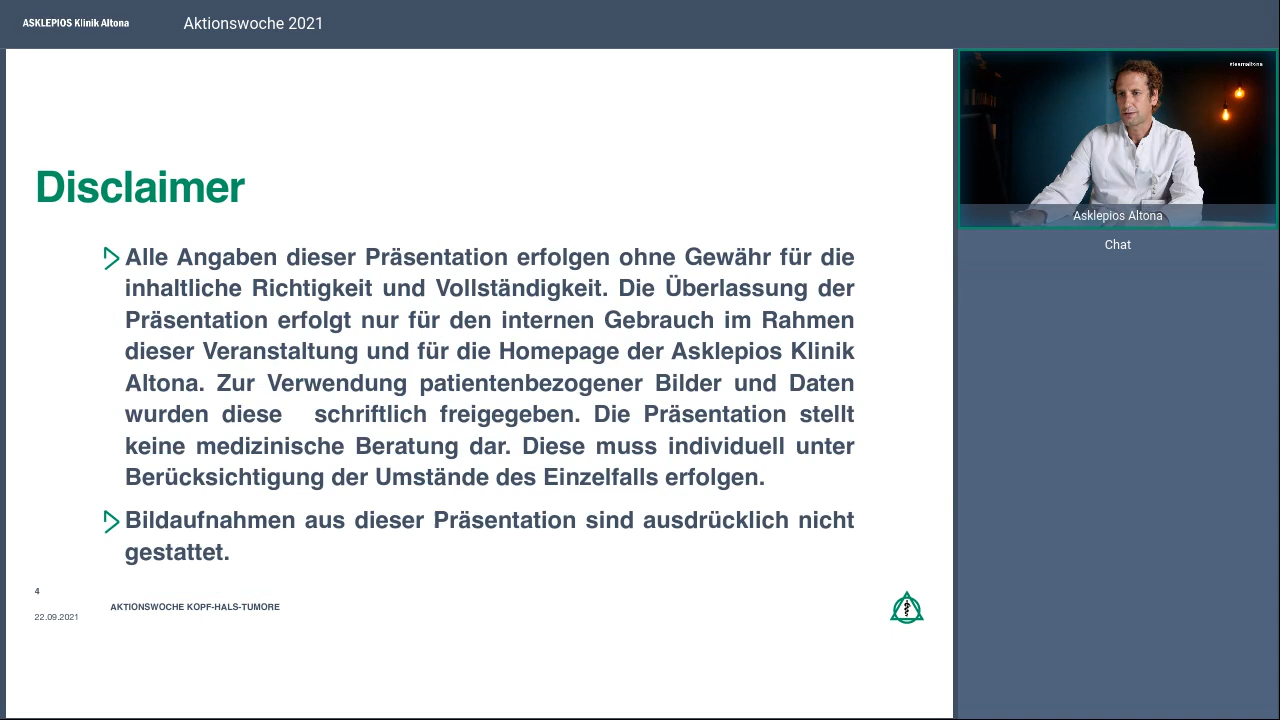 ASKLEPIOS Klinik Altona
Aktionswoche 2021
#teamaltona
Asklepios Altona
Chat
Disclaimer
Alle Angaben dieser Präsentation erfolgen ohne Gewähr für die
inhaltliche Richtigkeit und Vollständigkeit. Die Überlassung der
Präsentation erfolgt nur für den internen Gebrauch im Rahmen
dieser Veranstaltung und für die Homepage der Asklepios Klinik
Altona. Zur Verwendung patientenbezogener Bilder und Daten
wurden diese schriftlich freigegeben. Die Präsentation stellt
keine medizinische Beratung dar. Diese muss individuell unter
Berücksichtigung der Umstände des Einzelfalls erfolgen.
Bildaufnahmen aus dieser Präsentation sind ausdrücklich nicht
gestattet.
4
22.09.2021
AKTIONSWOCHE KOPF-HALS-TUMORE